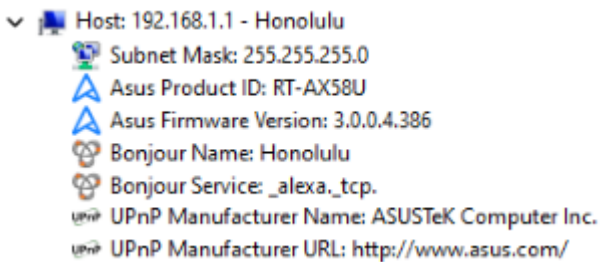 Host: 192.168.1.1 - Honolulu
Subnet Mask: 255.255.255.0
Asus Product ID: RT-AX58U
Asus Firmware Version: 3.0.0.4.386
Bonjour Name: Honolulu
Bonjour Service: _alexa._tcp.
UPnP UPnP Manufacturer Name: ASUSTeK Computer Inc.
UPnP UPnP Manufacturer URL: http://www.asus.com/